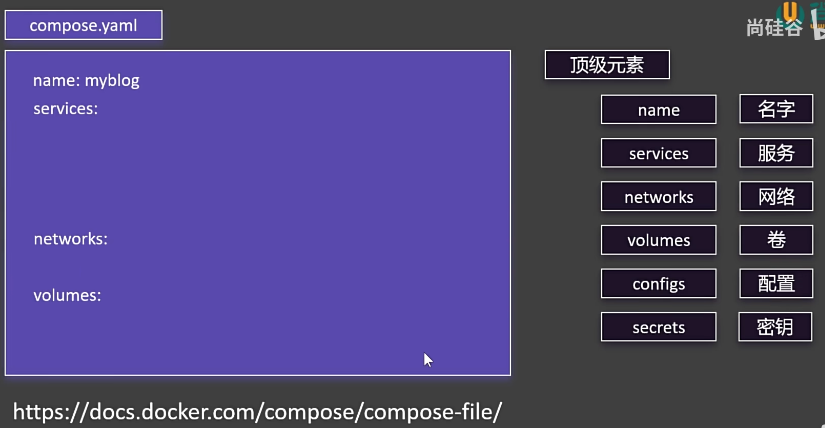 compose.yaml
尚硅谷
name: myblog
services:
networks:
volumes:
顶级元素
name 名字
services 服务
networks 网络
volumes 卷
configs 配置
secrets 密钥
https://docs.docker.com/compose/compose-file/